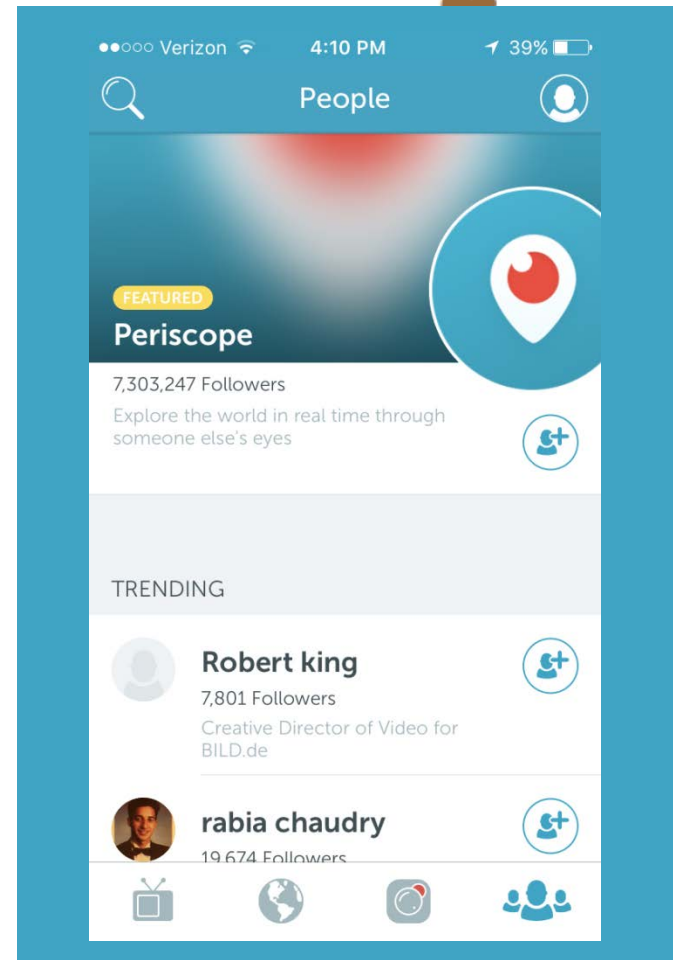 Verizon 4:10 PM 39%
People
FEATURED
Periscope
7,303,247 Followers
Explore the world in real time through
someone else's eyes
TRENDING
Robert king
7,801 Followers
Creative Director of Video for
BILD.de
rabia chaudry
19,674 Followers